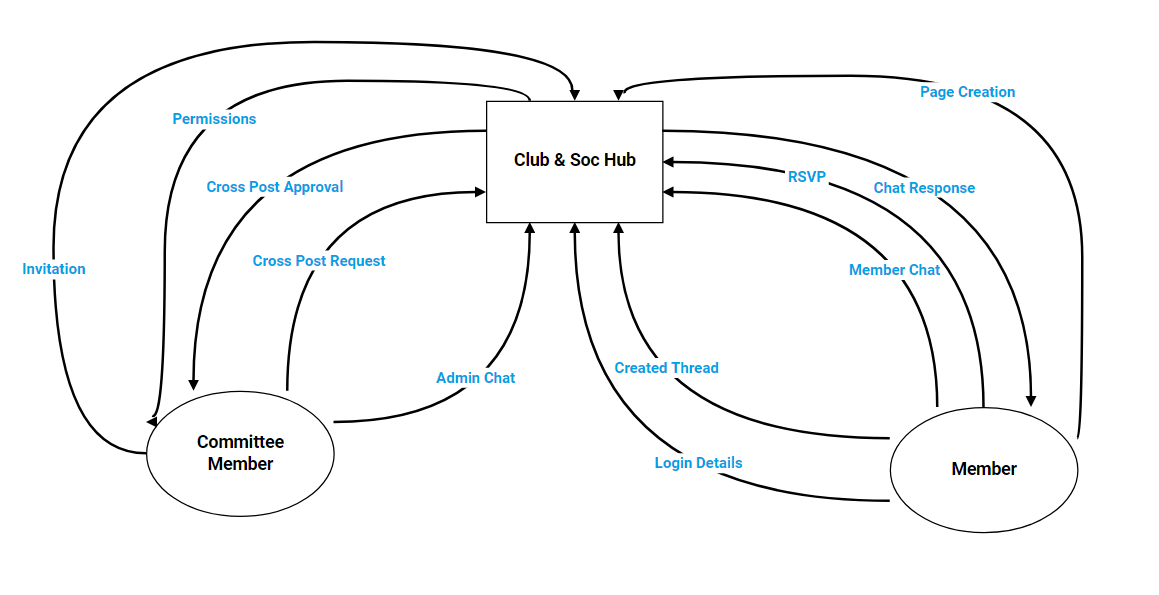 Page Creation
Permissions
Club & Soc Hub
RSVP
Cross Post Approval
Chat Response
Cross Post Request
Invitation
Member Chat
Created Thread
Admin Chat
Committee
Member
Login Details
Member